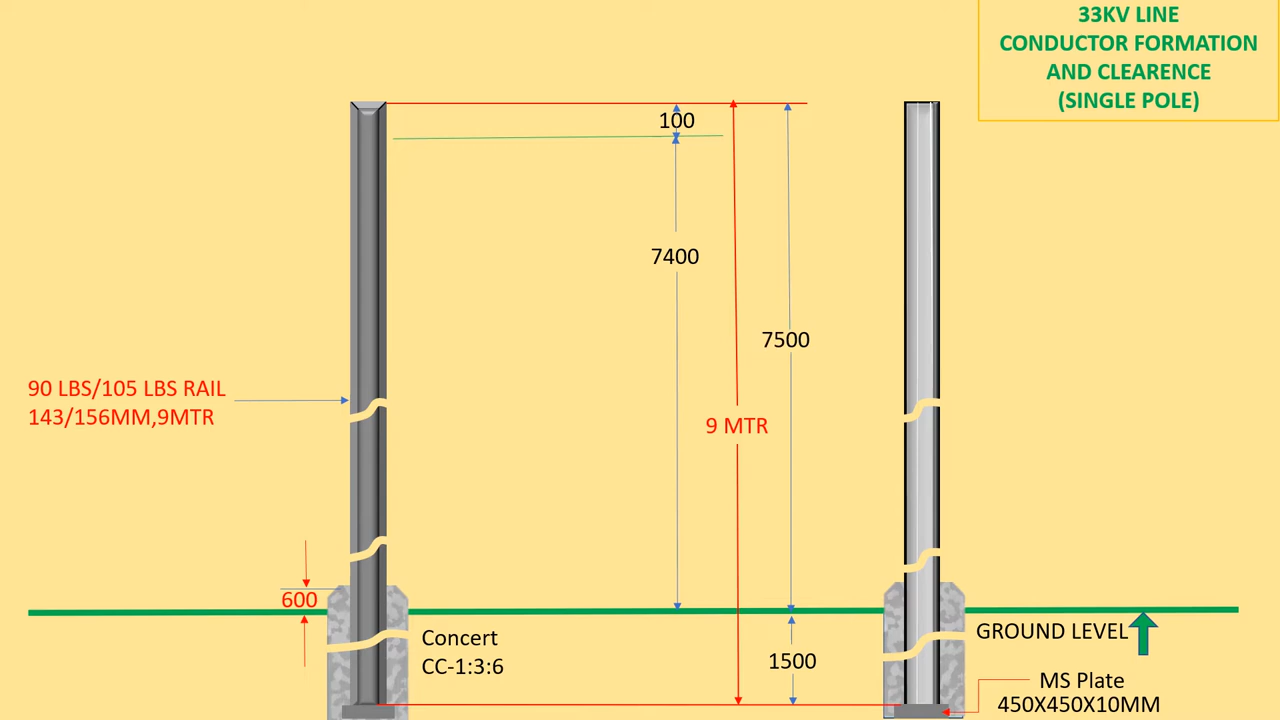 33KV LINE
CONDUCTOR FORMATION
AND CLEARENCE
(SINGLE POLE)
100
7400
7500
90 LBS/105 LBS RAIL
143/156MM,9MTR
9 MTR
600
Concert
CC-1:3:6
GROUND LEVEL
1500
MS Plate
450X450X10MM